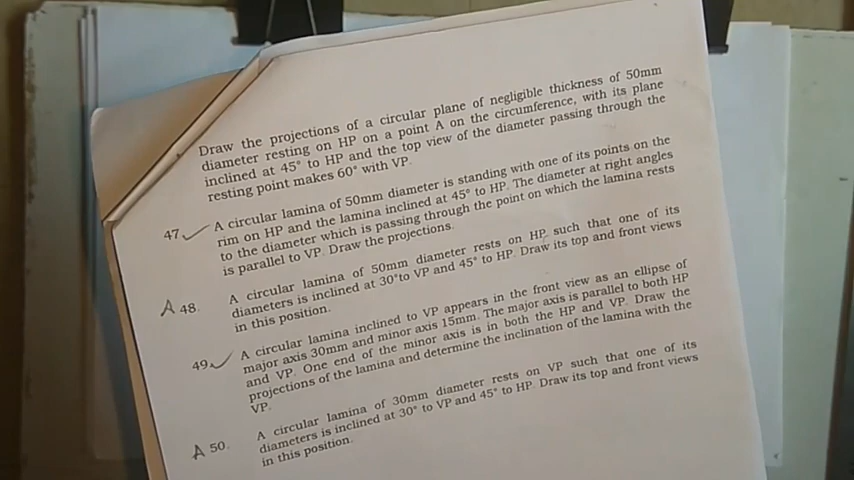 Draw the projections of a circular plane of negligible thickness of 50mm
diameter resting on HP on a point A on the circumference, with its plane
inclined at 45° to HP and the top view of the diameter passing through the
resting point makes 60° with VP.
47. A circular lamina of 50mm diameter is standing with one of its points on the
rim on HP and the lamina inclined at 45° to HP. The diameter at right angles
to the diameter which is passing through the point on which the lamina rests
is parallel to VP. Draw the projections.
A 48. A circular lamina of 50mm diameter rests on HP such that one of its
diameters is inclined at 30°to VP and 45° to HP. Draw its top and front views
in this position.
49. A circular lamina inclined to VP appears in the front view as an ellipse of
major axis 30mm and minor axis 15mm. The major axis is parallel to both HP
and VP. One end of the minor axis is in both the HP and VP. Draw the
projections of the lamina and determine the inclination of the lamina with the
VP.
A 50. A circular lamina of 30mm diameter rests on VP such that one of its
diameters is inclined at 30° to VP and 45° to HP. Draw its top and front views
in this position.